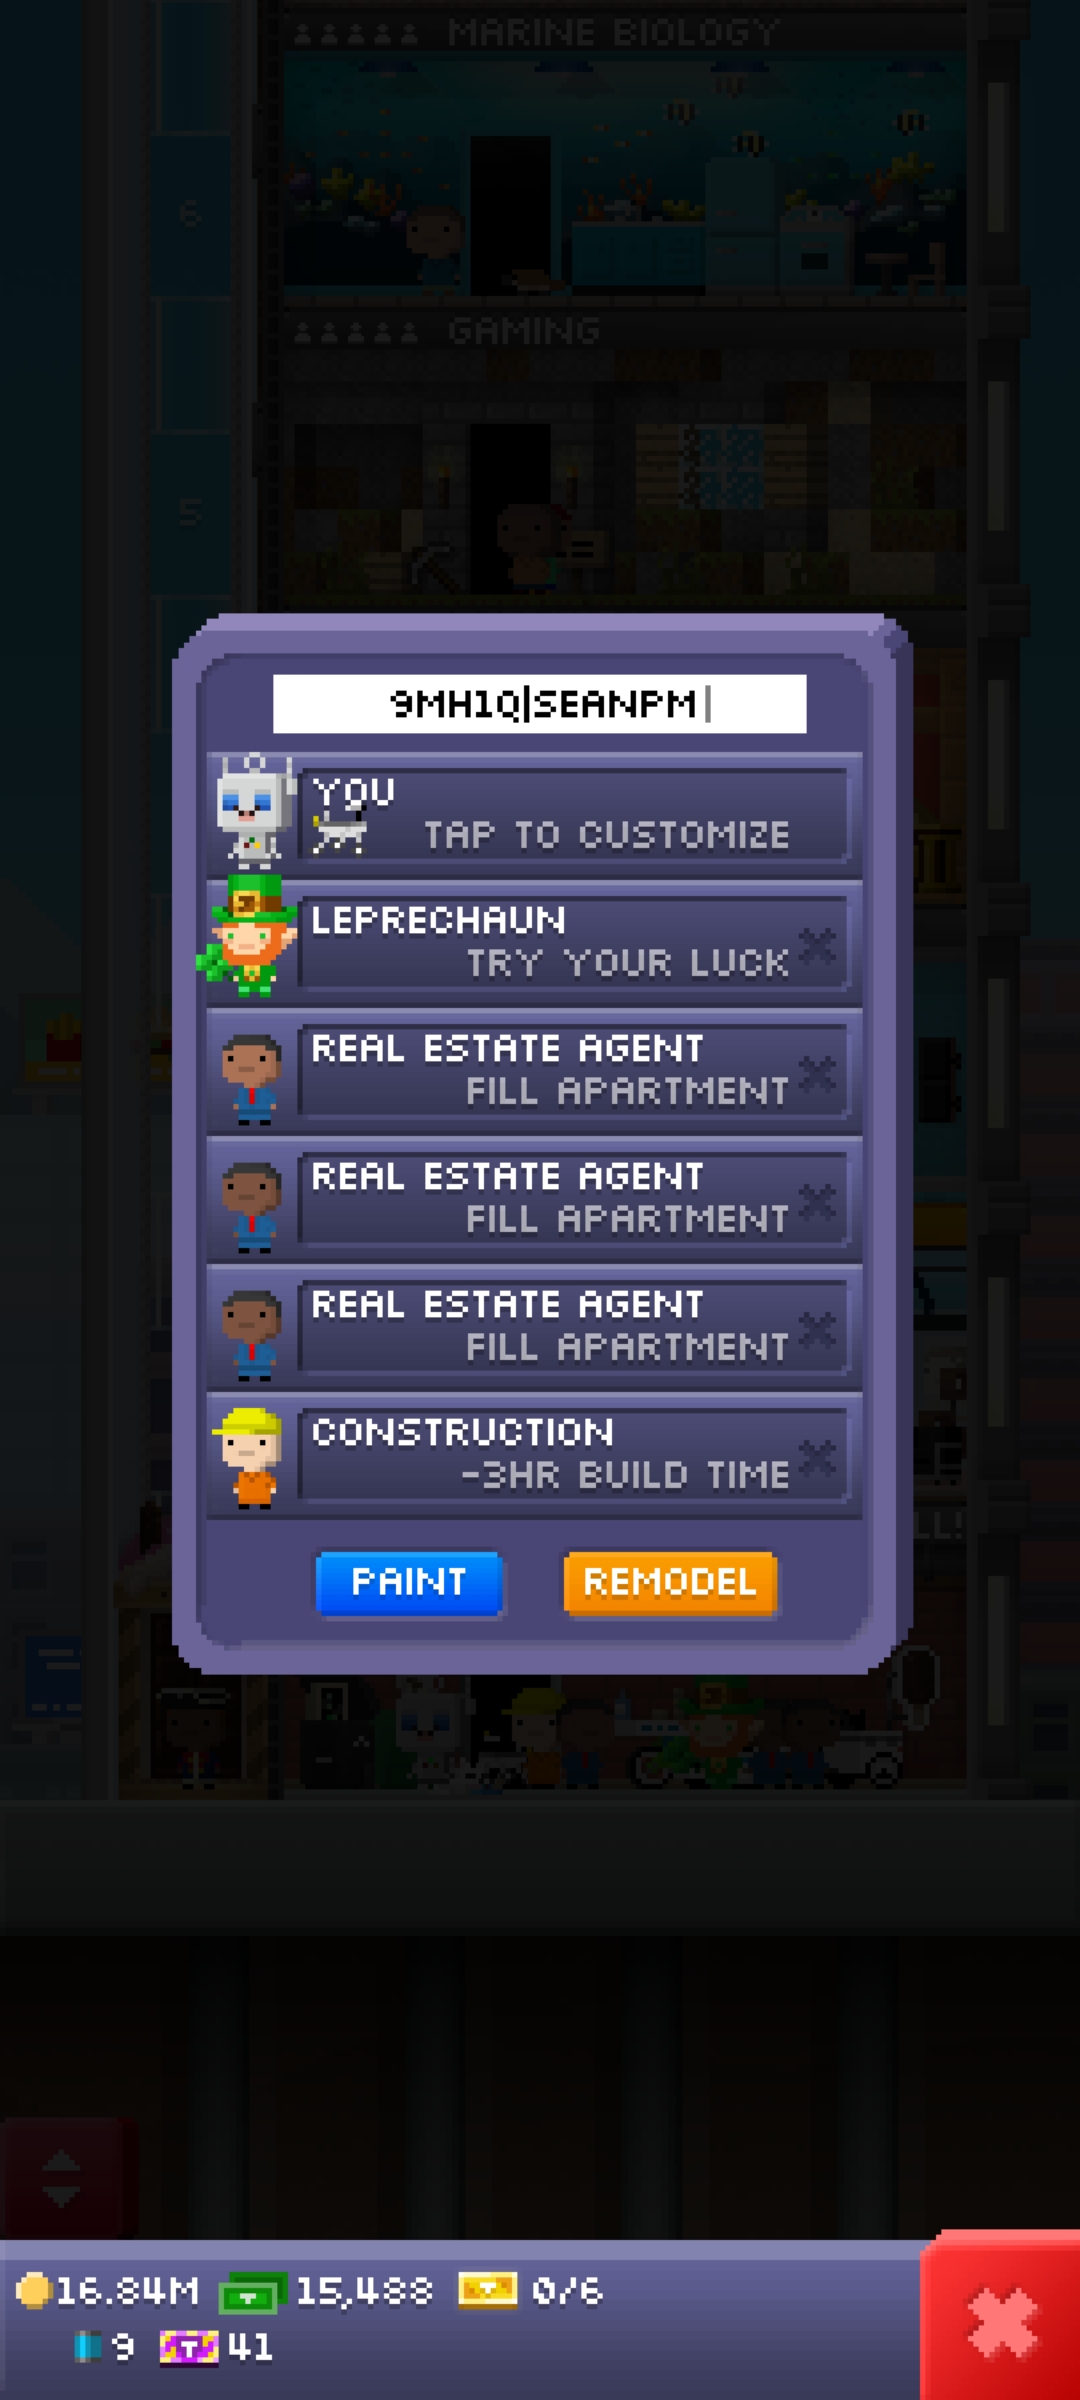 MARINE BIOLOGY
6
GAMING
5
9MH1Q|SEANPM|
YOU
TAP TO CUSTOMIZE
LEPRECHAUN
TRY YOUR LUCK
REAL ESTATE AGENT
FILL APARTMENT
REAL ESTATE AGENT
FILL APARTMENT
REAL ESTATE AGENT
FILL APARTMENT
CONSTRUCTION
-3HR BUILD TIME
PAINT REMODEL
16.84M 15,488 0/6
9 41